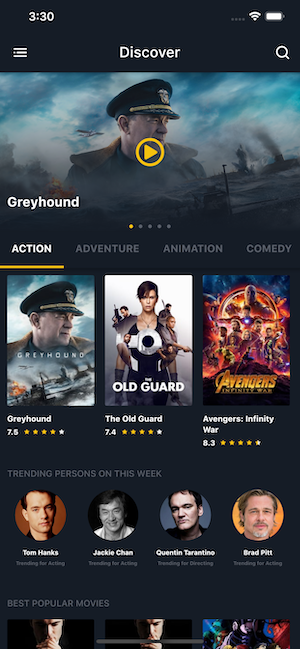 3:30
Discover
Greyhound
ACTION ADVENTURE ANIMATION COMEDY
GREYHOUND
THE
OLD GUARD
AVENGERS
INFINITY WAR
Greyhound
7.5
The Old Guard
7.4
Avengers: Infinity
War
8.3
TRENDING PERSONS ON THIS WEEK
Tom Hanks
Trending for Acting
Jackie Chan
Trending for Acting
Quentin Tarantino
Trending for Directing
Brad Pitt
Trending for Acting
BEST POPULAR MOVIES